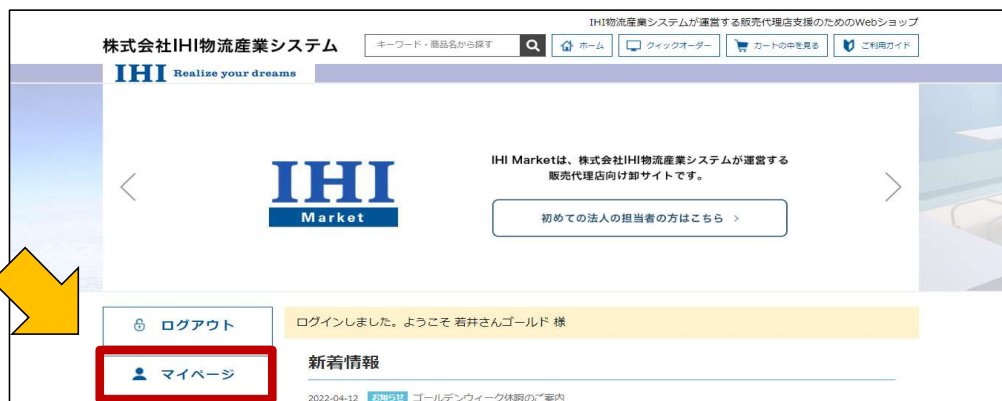 IHI物流産業システムが運営する販売代理店支援のためのWebショップ
株式会社IHI物流産業システム
キーワード・商品名から探す
ホーム
クイックオーダー
カートの中を見る
ご利用ガイド
IHI Realize your dreams
IHI
Market
IHI Marketは、株式会社IHI物流産業システムが運営する
販売代理店向け卸サイトです。
初めての法人の担当者の方はこちら >
ログアウト
ログインしました。ようこそ 若井さんゴールド 様
マイページ
新着情報
2022-04-12 お知らせ ゴールデンウィーク休暇のご案内